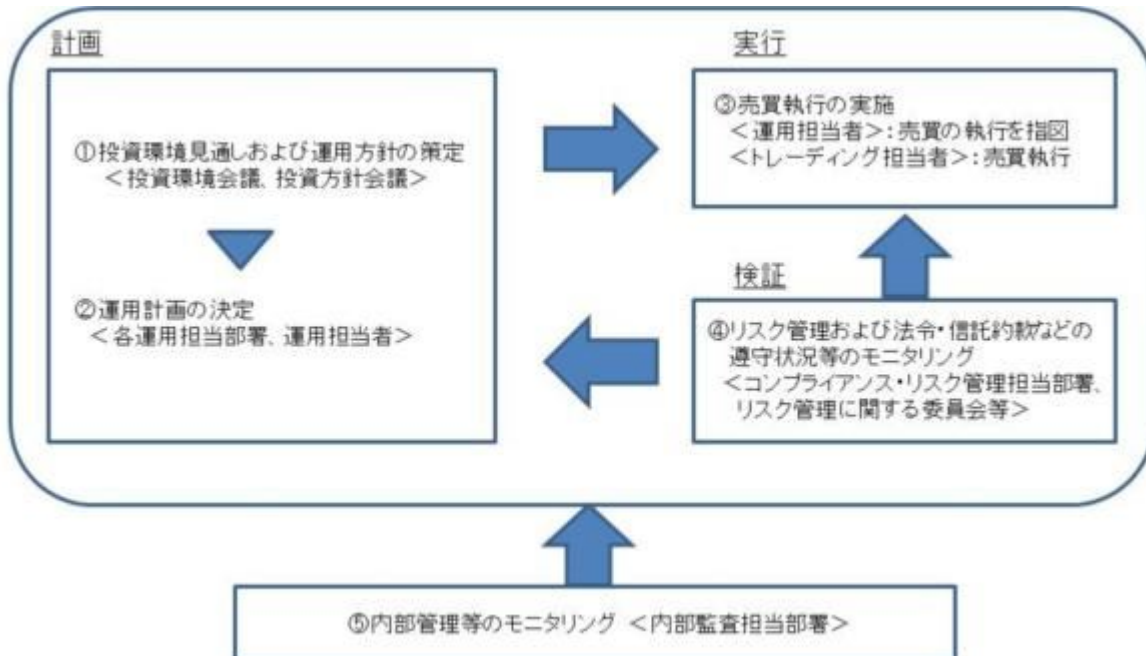 計画
①投資環境見通しおよび運用方針の策定
＜投資環境会議、投資方針会議＞
②運用計画の決定
＜各運用担当部署、運用担当者＞
実行
③売買執行の実施
＜運用担当者＞：売買の執行を指図
＜トレーディング担当者＞：売買執行
検証
④リスク管理および法令・信託約款などの
遵守状況等のモニタリング
＜コンプライアンス・リスク管理担当部署、
リスク管理に関する委員会等＞
⑤内部管理等のモニタリング ＜内部監査担当部署＞